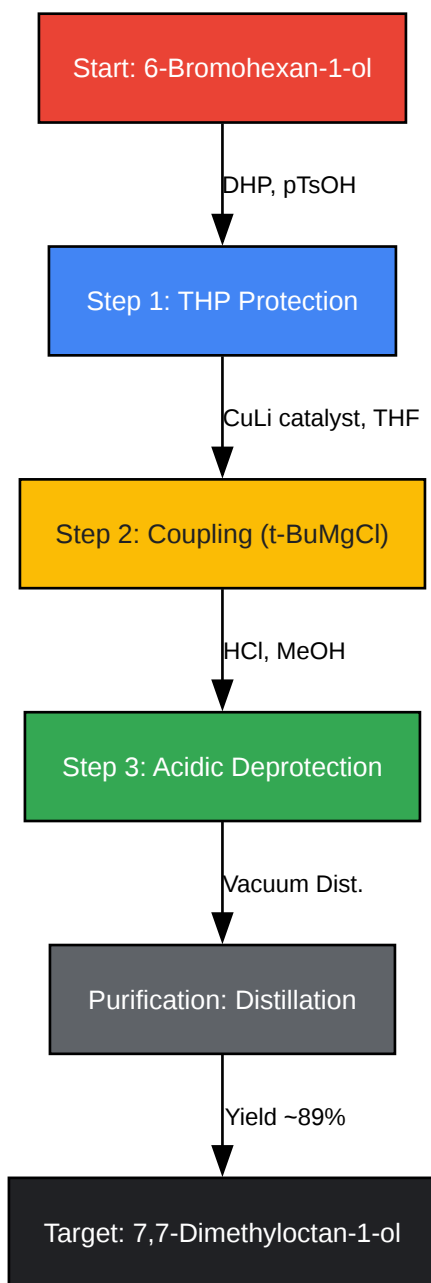 Start: 6-Bromohexan-1-ol
DHP, pTsOH
Step 1: THP Protection
CuLi catalyst, THF
Step 2: Coupling (t-BuMgCl)
HCl, MeOH
Step 3: Acidic Deprotection
Vacuum Dist.
Purification: Distillation
Yield ~89%
Target: 7,7-Dimethyloctan-1-ol